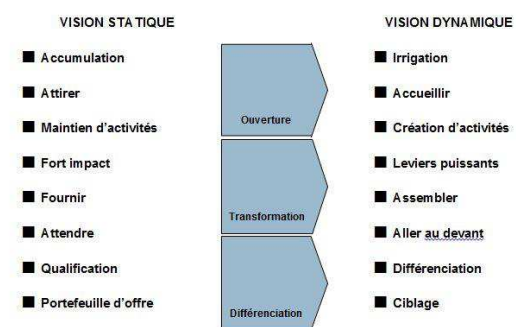 VISION STATIQUE
Accumulation
Attirer
Maintien d'activités
Fort impact
Fournir
Attendre
Qualification
Portefeuille d'offre
Ouverture
Transformation
Différenciation
VISION DYNAMIQUE
Irrigation
Accueillir
Création d'activités
Leviers puissants
Assembler
Aller au devant
Différenciation
Ciblage